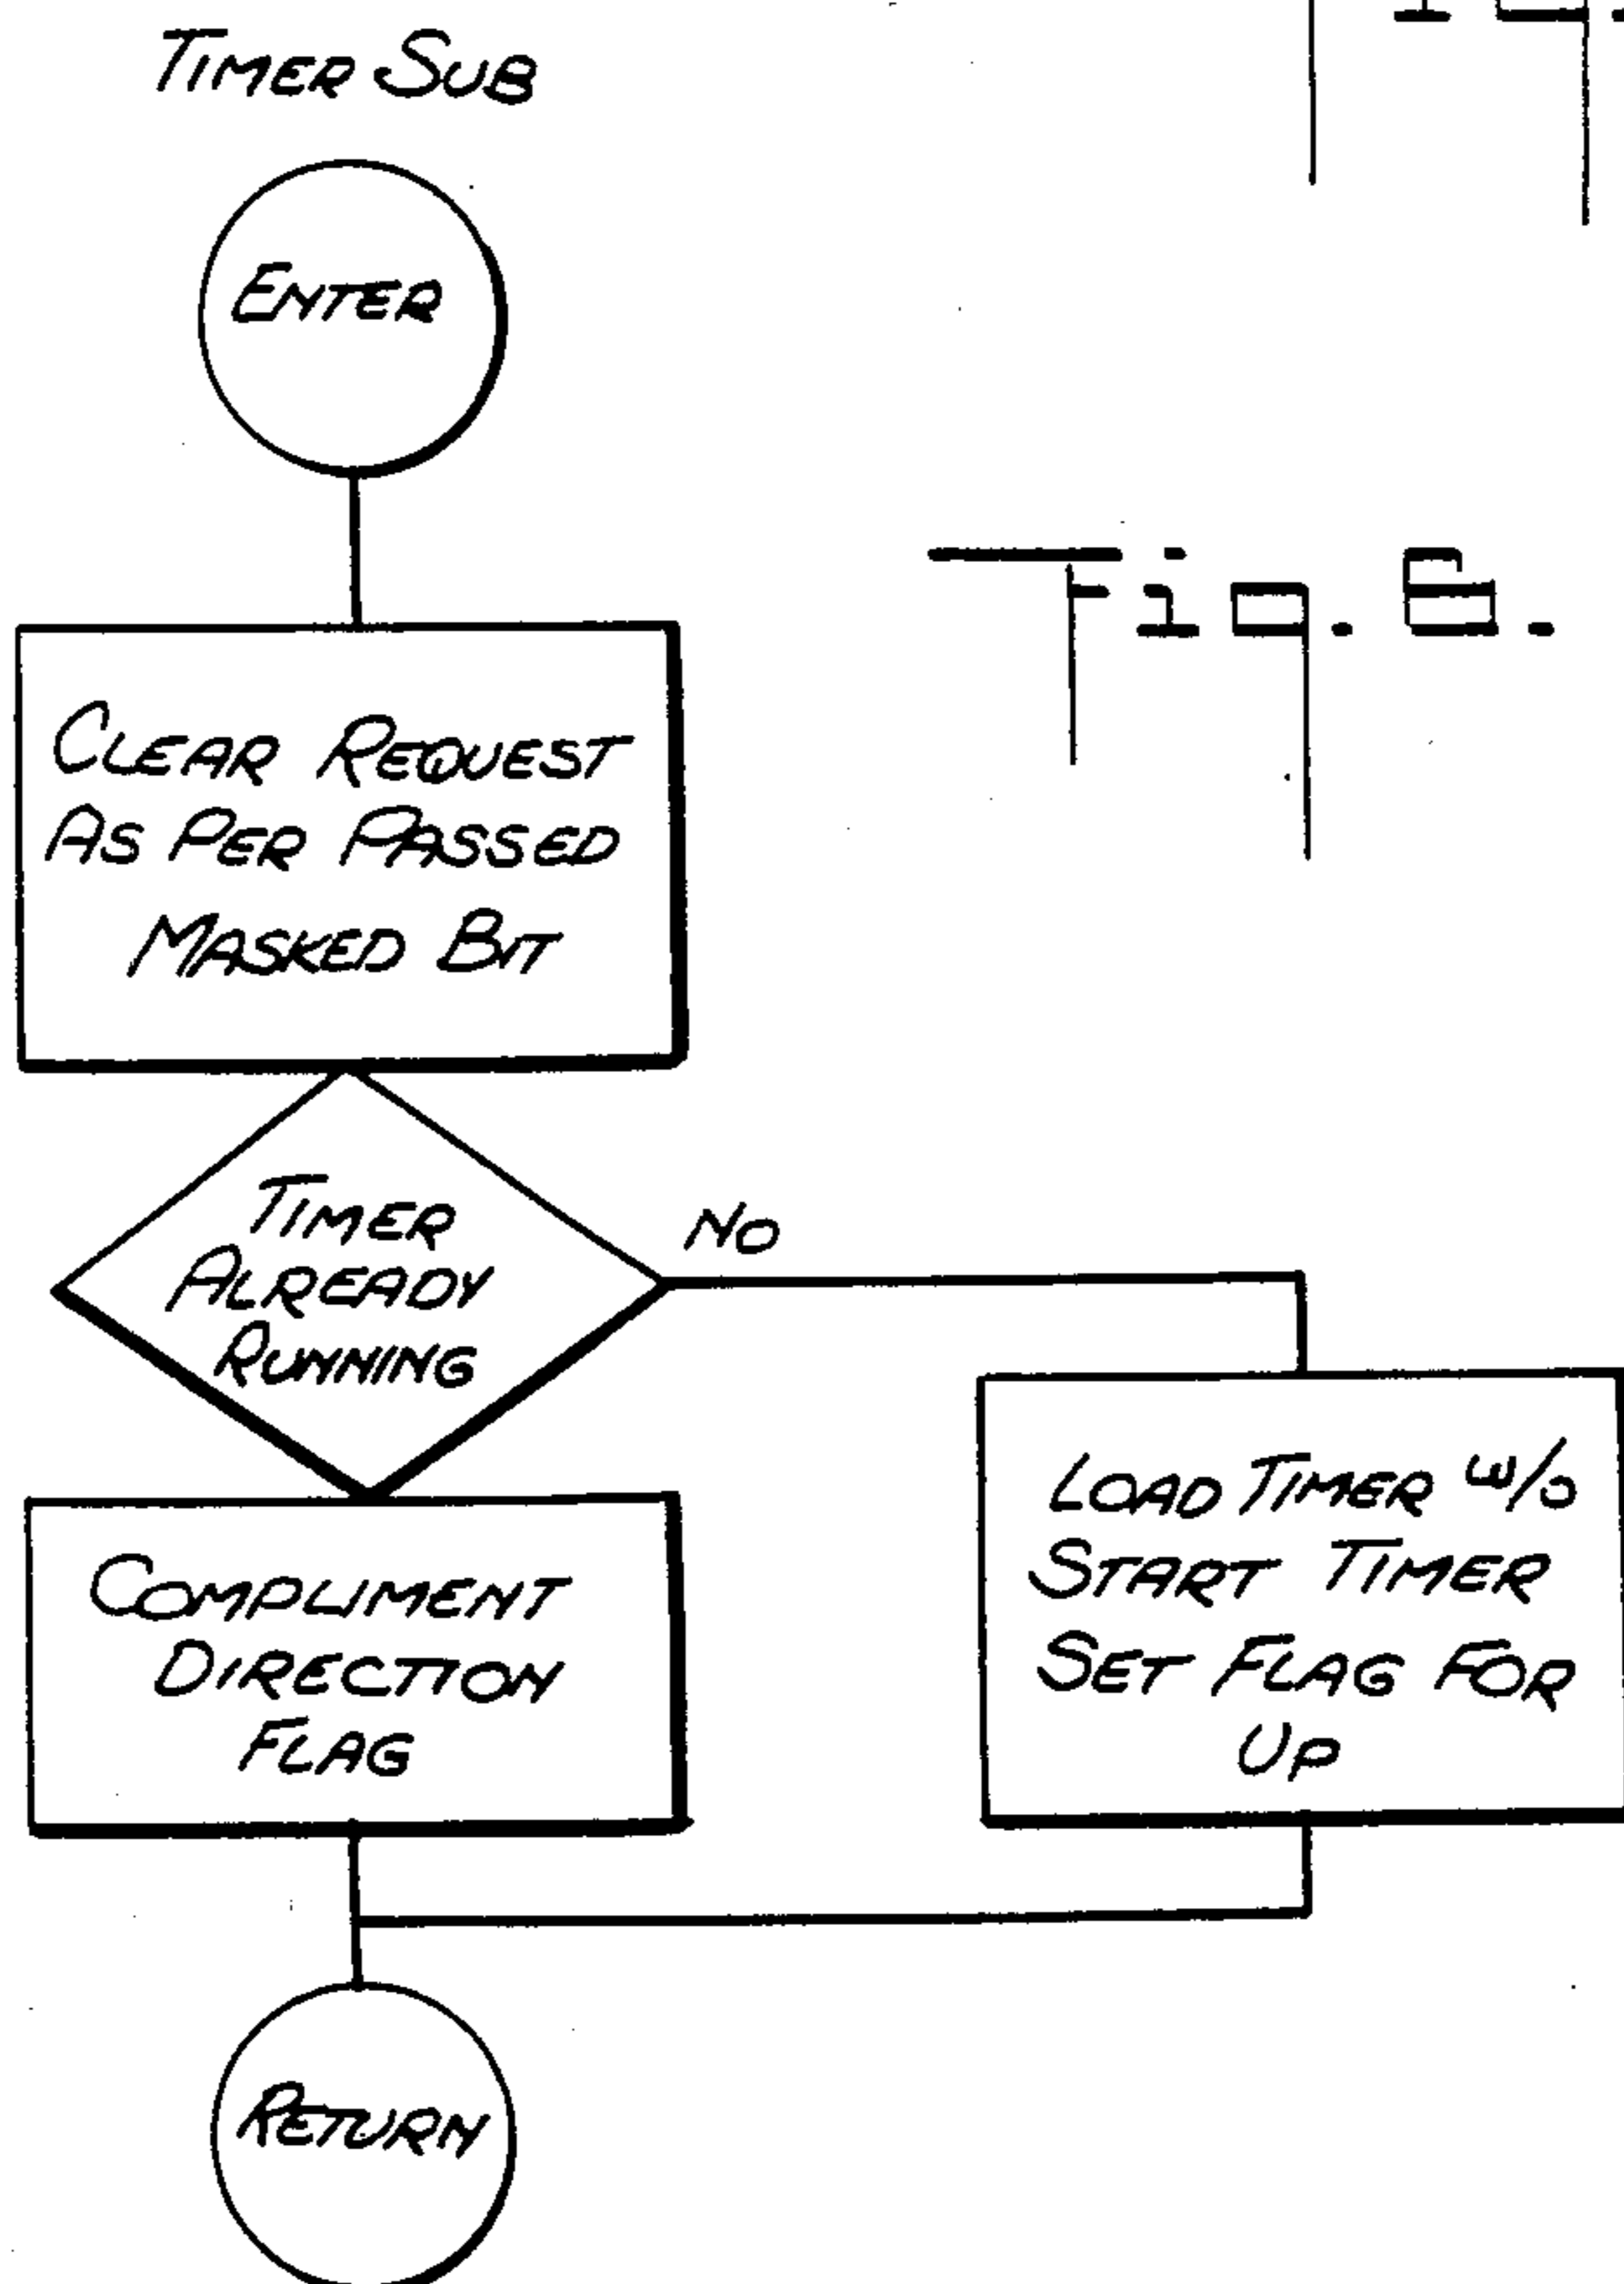 TIMER SUB
ENTER
Fig. 8.
CLEAR REQUEST
AS PER PASSED
MASKED BIT
TIMER
ALREADY
RUNNING
NO
LOAD TIMER W/O
START TIMER
SET FLAG FOR
UP
COMPLIMENT
DIRECTION
FLAG
RETURN